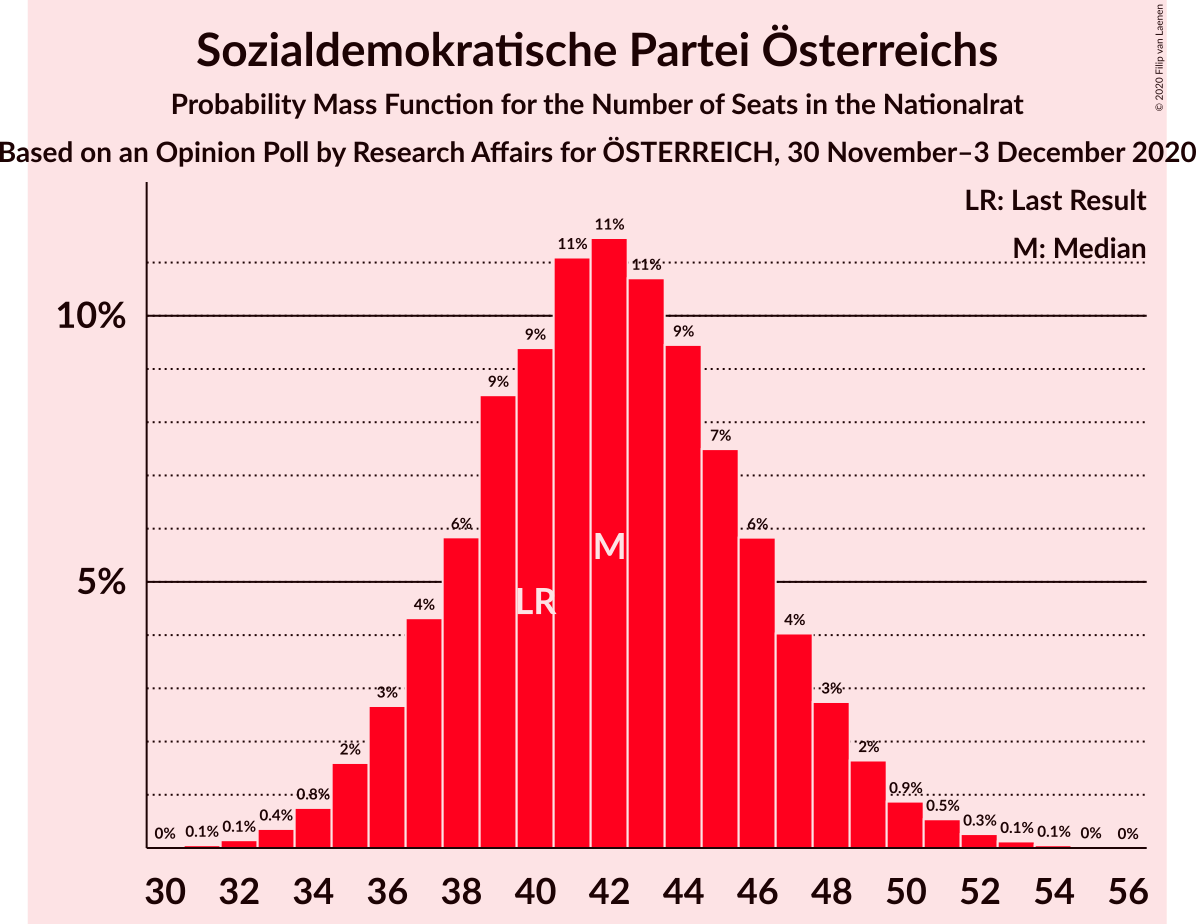 Sozialdemokratische Partei Österreichs
Probability Mass Function for the Number of Seats in the Nationalrat
Based on an Opinion Poll by Research Affairs for ÖSTERREICH, 30 November–3 December 2020
© 2020 Filip van Laenen
LR: Last Result
M: Median
10%
5%
0% 0.1% 0.1% 0.4% 0.8% 2% 3% 4% 6% 9% 9% 11% 11% 11% 9% 7% 6% 4% 3% 2% 0.9% 0.5% 0.3% 0.1% 0.1% 0% 0%
M
LR
30 32 34 36 38 40 42 44 46 48 50 52 54 56